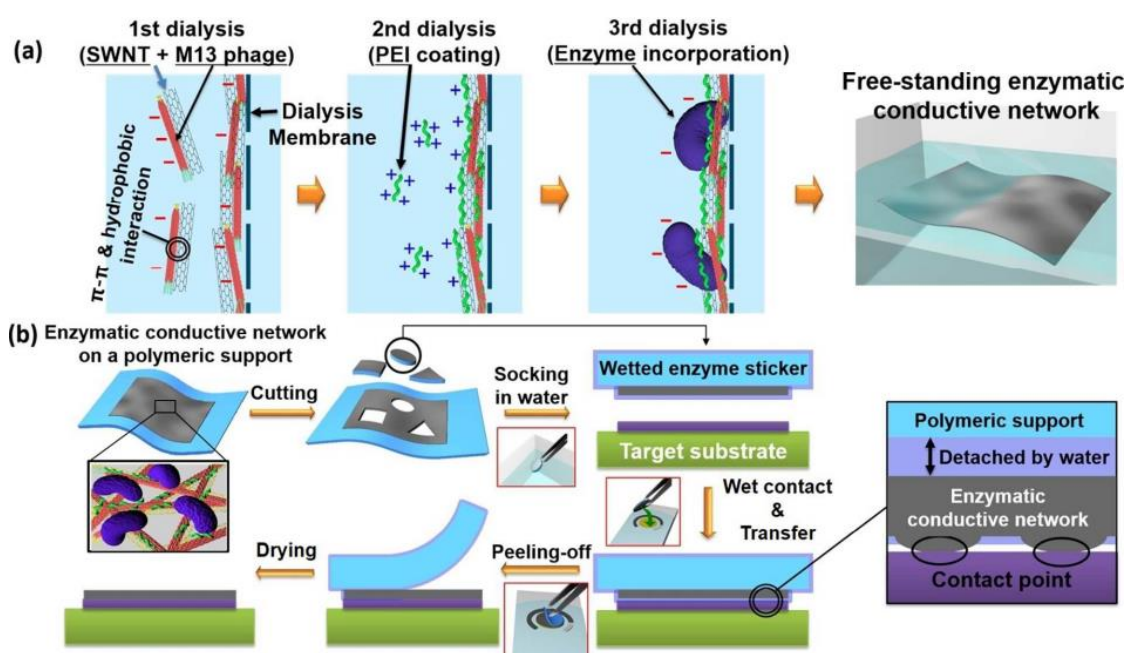 (a)
1st dialysis
(SWNT + M13 phage)
2nd dialysis
(PEI coating)
3rd dialysis
(Enzyme incorporation)
Free-standing enzymatic
conductive network
Dialysis
Membrane
π-π & hydrophobic
interaction
(b)
Enzymatic conductive network
on a polymeric support
Cutting
Socking
in water
Wetted enzyme sticker
Target substrate
Wet contact
&
Transfer
Peeling-off
Drying
Polymeric support
Detached by water
Enzymatic
conductive network
Contact point